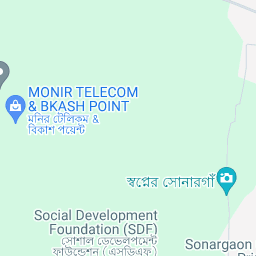 MONIR TELECOM
& BKASH POINT
মনির টেলিকম &
বিকাশ পয়েন্ট
স্বপ্নের সোনারগাঁ
Social Development
Foundation (SDF)
সোশাল ডেভেলপমেন্ট
ফাউন্ডেশন (এসডিএফ)
Sonargaon